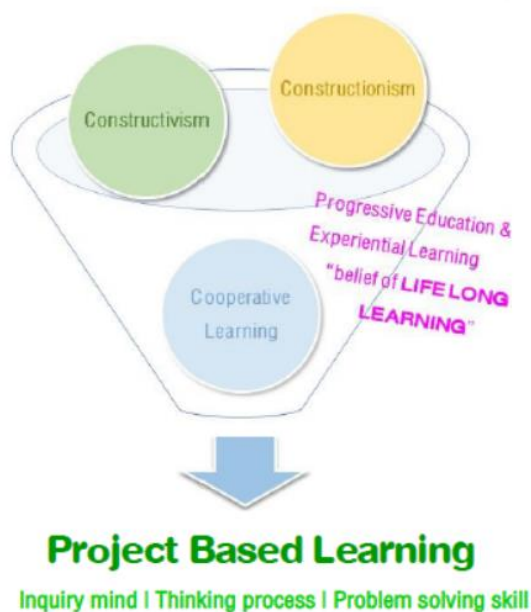 Constructivism
Constructionism
Progressive Education &
Experiential Learning
"belief of LIFE LONG
LEARNING"
Cooperative
Learning
Project Based Learning
Inquiry mind | Thinking process | Problem solving skill